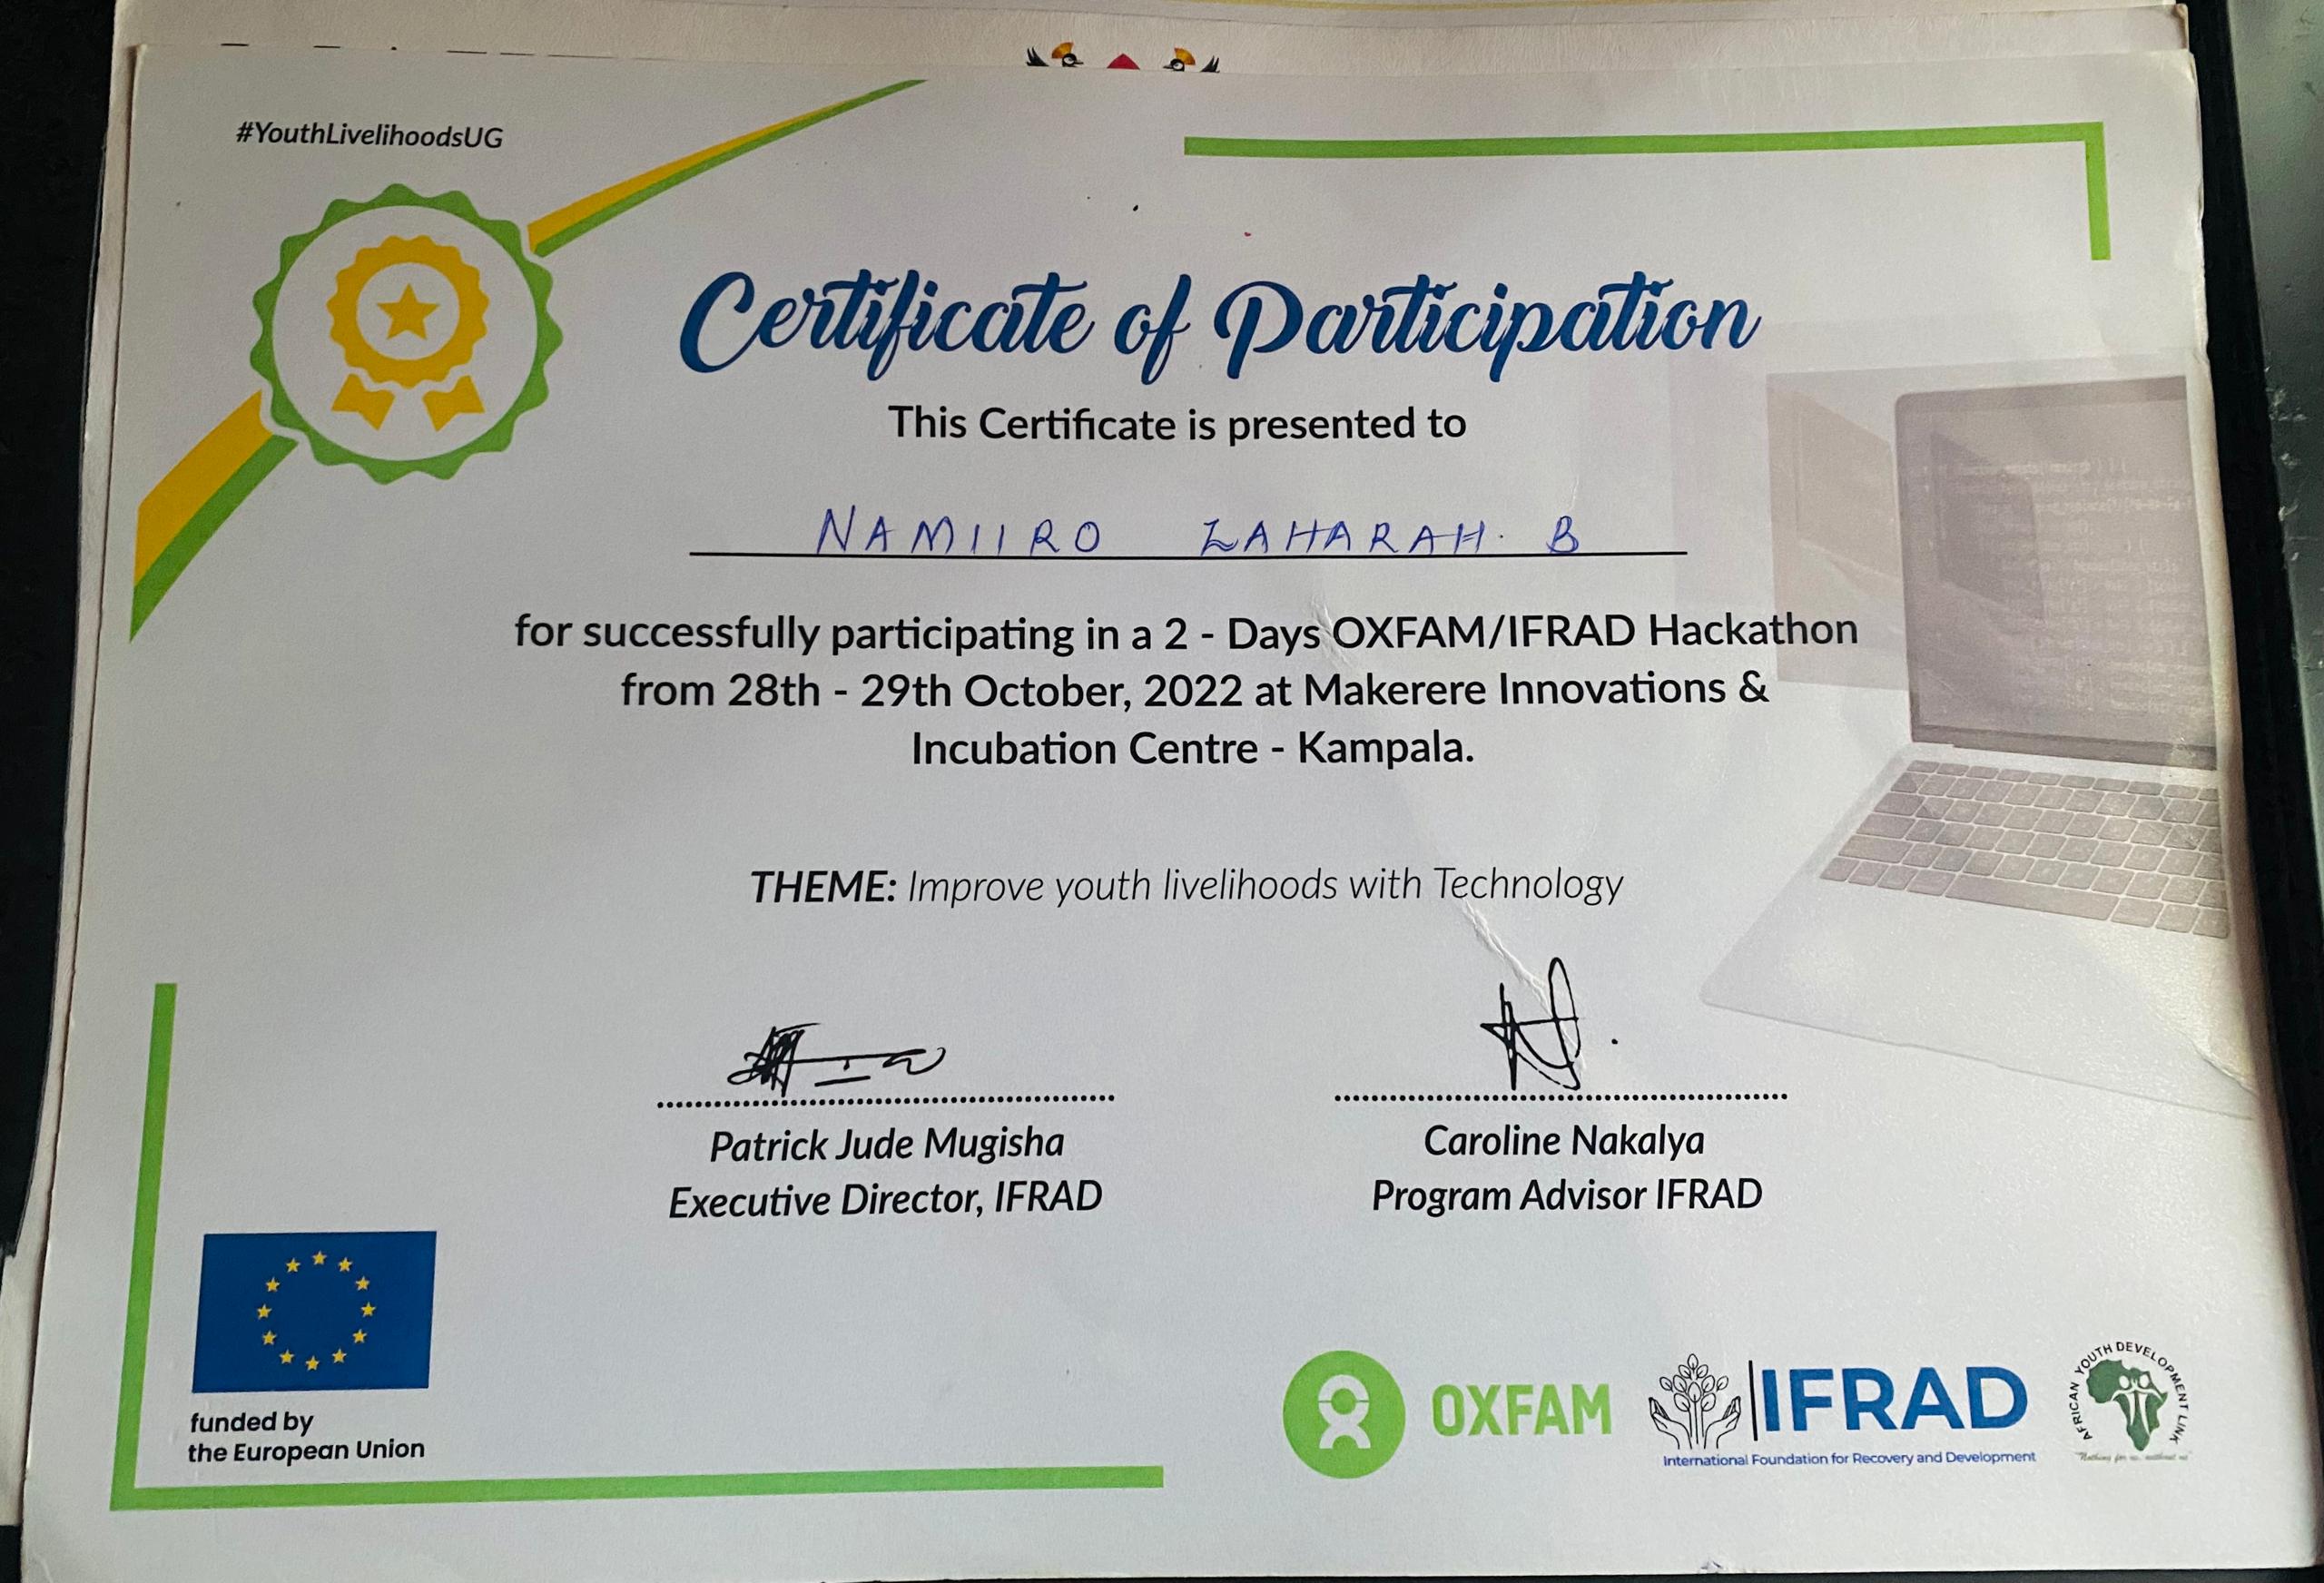 #YouthLivelihoodsUG
Certificate of Participation
This Certificate is presented to
NAMIIRO ZAHARAH. B
for successfully participating in a 2 - Days OXFAM/IFRAD Hackathon
from 28th - 29th October, 2022 at Makerere Innovations &
Incubation Centre - Kampala.
THEME: Improve youth livelihoods with Technology
Patrick Jude Mugisha
Executive Director, IFRAD
Caroline Nakalya
Program Advisor IFRAD
funded by
the European Union
OXFAM
IFRAD
International Foundation for Recovery and Development
AFRICAN YOUTH DEVELOPMENT LINK
"Nothing for us, without us"